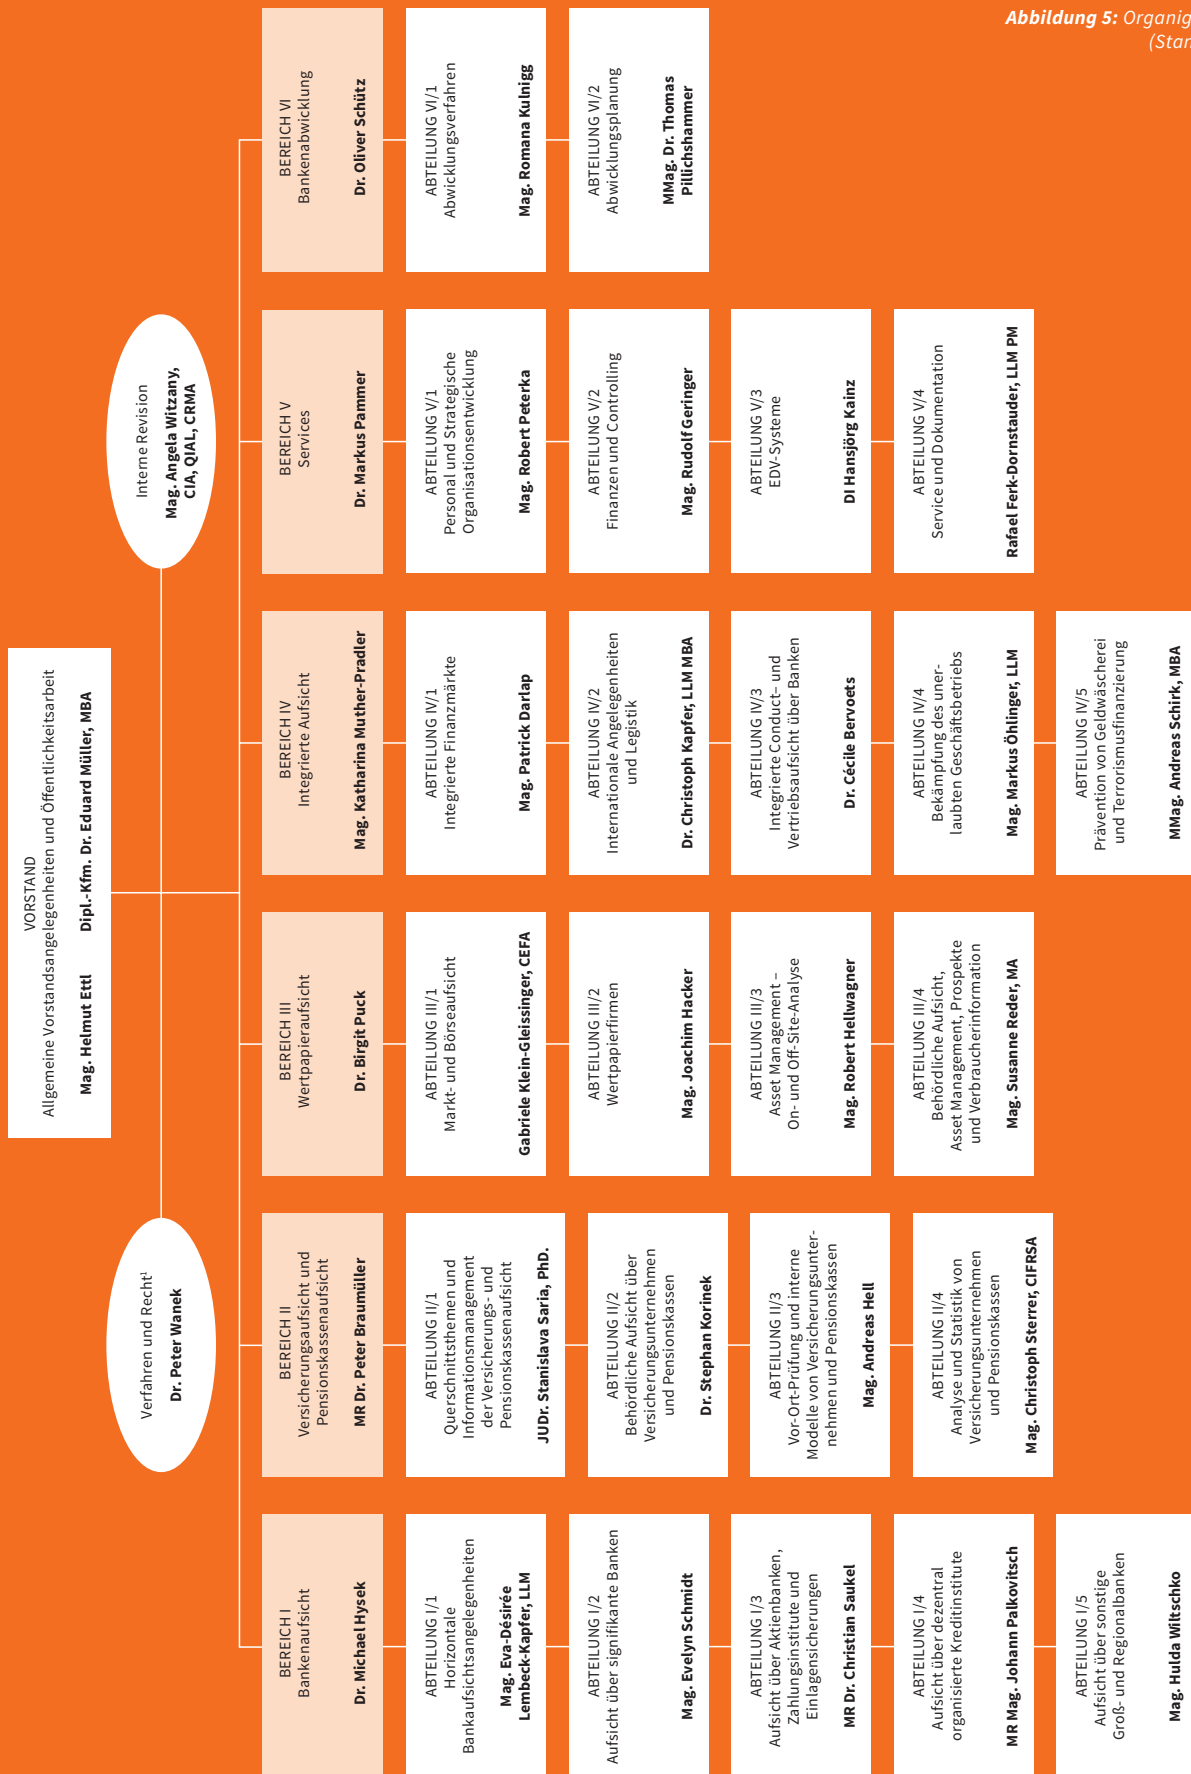 Abbildung 5: Organig
(Stan
VORSTAND
Allgemeine Vorstandsangelegenheiten und Öffentlichkeitsarbeit
Mag. Helmut Ettl
Dipl.-Kfm. Dr. Eduard Müller, MBA
Verfahren und Recht¹
Dr. Peter Wanek
Interne Revision
Mag. Angela Witzany,
CIA, QIAL, CRMA
BEREICH I
Bankenaufsicht
Dr. Michael Hysek
ABTEILUNG I/1
Horizontale
Bankaufsichtsangelegenheiten
Mag. Eva-Désirée
Lembeck-Kapfer, LLM
ABTEILUNG I/2
Aufsicht über signifikante Banken
Mag. Evelyn Schmidt
ABTEILUNG I/3
Aufsicht über Aktienbanken,
Zahlungsinstitute und
Einlagensicherungen
MR Dr. Christian Saukel
ABTEILUNG I/4
Aufsicht über dezentral
organisierte Kreditinstitute
MR Mag. Johann Palkovitsch
ABTEILUNG I/5
Aufsicht über sonstige
Groß- und Regionalbanken
Mag. Hulda Wiltschko
BEREICH II
Versicherungsaufsicht und
Pensionskassenaufsicht
MR Dr. Peter Braumüller
ABTEILUNG II/1
Querschnittsthemen und
Informationsmanagement
der Versicherungs- und
Pensionskassenaufsicht
JUDr. Stanislava Saria, PhD.
ABTEILUNG II/2
Behördliche Aufsicht über
Versicherungsunternehmen
und Pensionskassen
Dr. Stephan Korinek
ABTEILUNG II/3
Vor-Ort-Prüfung und interne
Modelle von Versicherungsunter-
nehmen und Pensionskassen
Mag. Andreas Hell
ABTEILUNG II/4
Analyse und Statistik von
Versicherungsunternehmen
und Pensionskassen
Mag. Christoph Sterrer, CIFRSA
BEREICH III
Wertpapieraufsicht
Dr. Birgit Puck
ABTEILUNG III/1
Markt- und Börseaufsicht
Gabriele Klein-Gleissinger, CEFA
ABTEILUNG III/2
Wertpapierfirmen
Mag. Joachim Hacker
ABTEILUNG III/3
Asset Management –
On- und Off-Site-Analyse
Mag. Robert Hellwagner
ABTEILUNG III/4
Behördliche Aufsicht,
Asset Management, Prospekte
und Verbraucherinformation
Mag. Susanne Reder, MA
BEREICH IV
Integrierte Aufsicht
Mag. Katharina Muther-Pradler
ABTEILUNG IV/1
Integrierte Finanzmärkte
Mag. Patrick Darlap
ABTEILUNG IV/2
Internationale Angelegenheiten
und Legistik
Dr. Christoph Kapfer, LLM MBA
ABTEILUNG IV/3
Integrierte Conduct– und
Vertriebsaufsicht über Banken
Dr. Cécile Bervoets
ABTEILUNG IV/4
Bekämpfung des uner-
laubten Geschäftsbetriebs
Mag. Markus Öhlinger, LLM
ABTEILUNG IV/5
Prävention von Geldwäscherei
und Terrorismusfinanzierung
MMag. Andreas Schirk, MBA
BEREICH V
Services
Dr. Markus Pammer
ABTEILUNG V/1
Personal und Strategische
Organisationsentwicklung
Mag. Robert Peterka
ABTEILUNG V/2
Finanzen und Controlling
Mag. Rudolf Geringer
ABTEILUNG V/3
EDV-Systeme
DI Hansjörg Kainz
ABTEILUNG V/4
Service und Dokumentation
Rafael Ferk-Dornstauder, LLM PM
BEREICH VI
Bankenabwicklung
Dr. Oliver Schütz
ABTEILUNG VI/1
Abwicklungsverfahren
Mag. Romana Kulnigg
ABTEILUNG VI/2
Abwicklungsplanung
MMag. Dr. Thomas
Pillichshammer